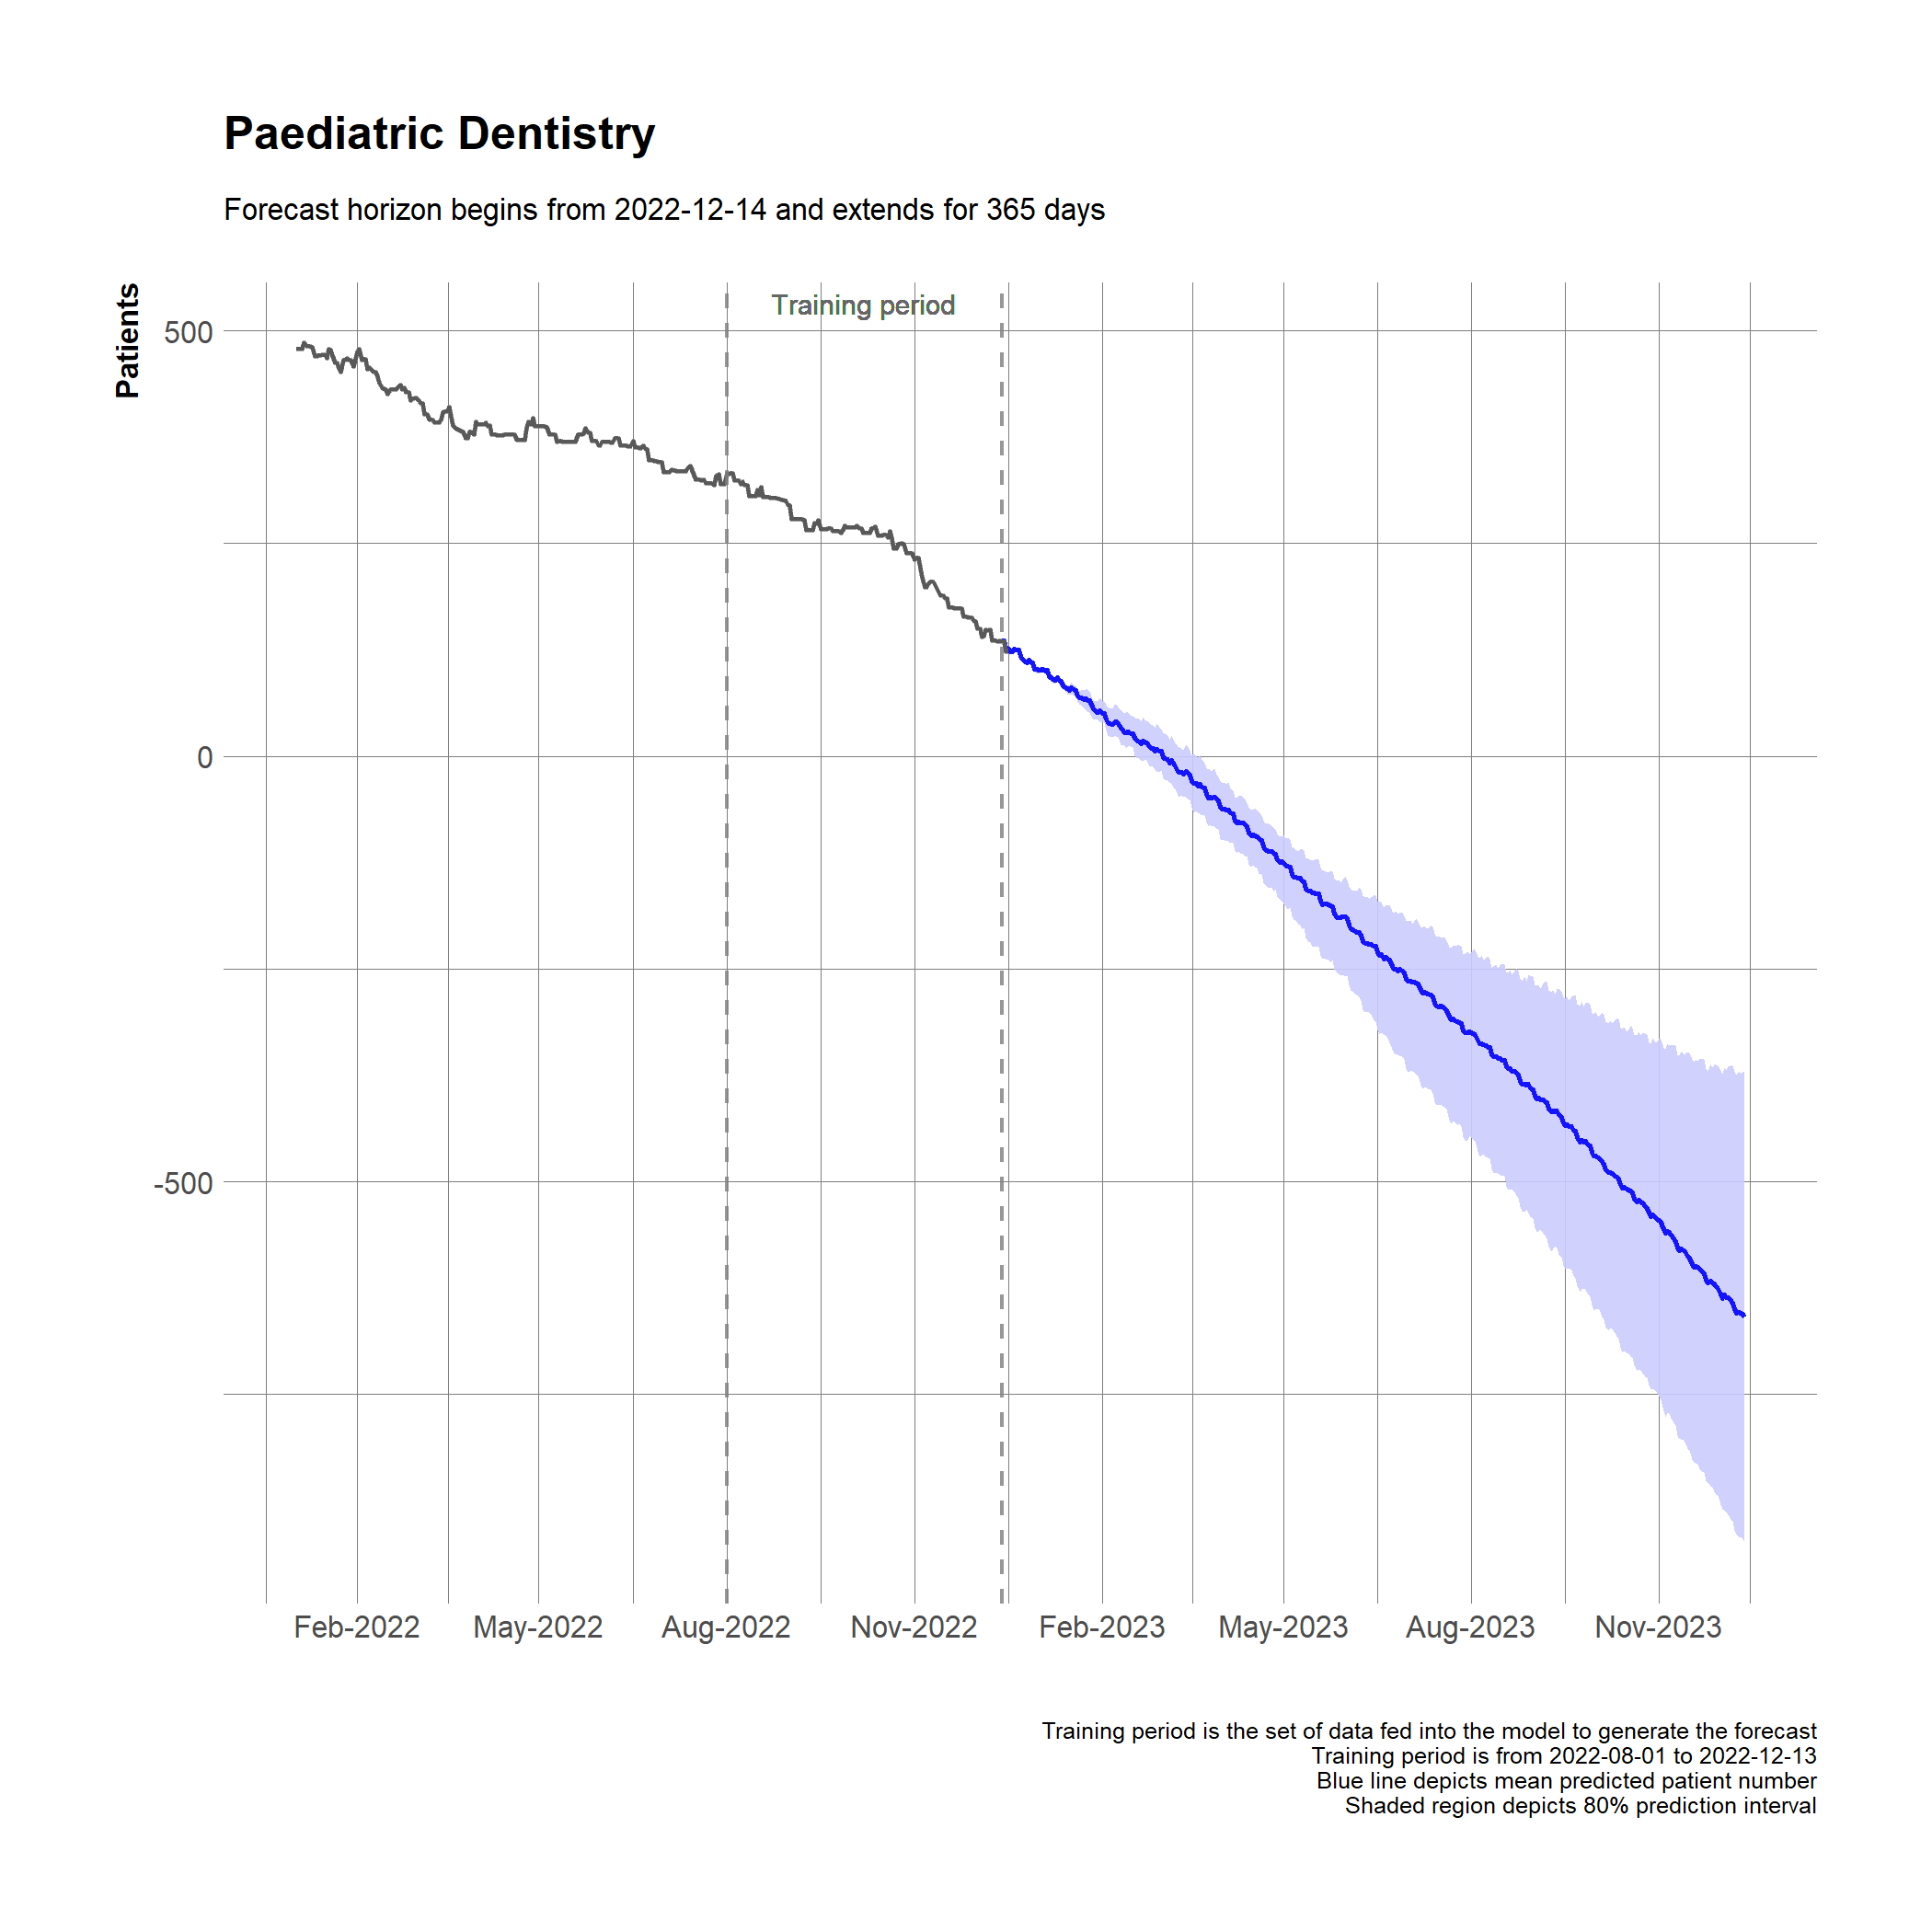 Paediatric Dentistry
Forecast horizon begins from 2022-12-14 and extends for 365 days
Patients
Training period
500
0
-500
Feb-2022
May-2022
Aug-2022
Nov-2022
Feb-2023
May-2023
Aug-2023
Nov-2023
Training period is the set of data fed into the model to generate the forecast
Training period is from 2022-08-01 to 2022-12-13
Blue line depicts mean predicted patient number
Shaded region depicts 80% prediction interval